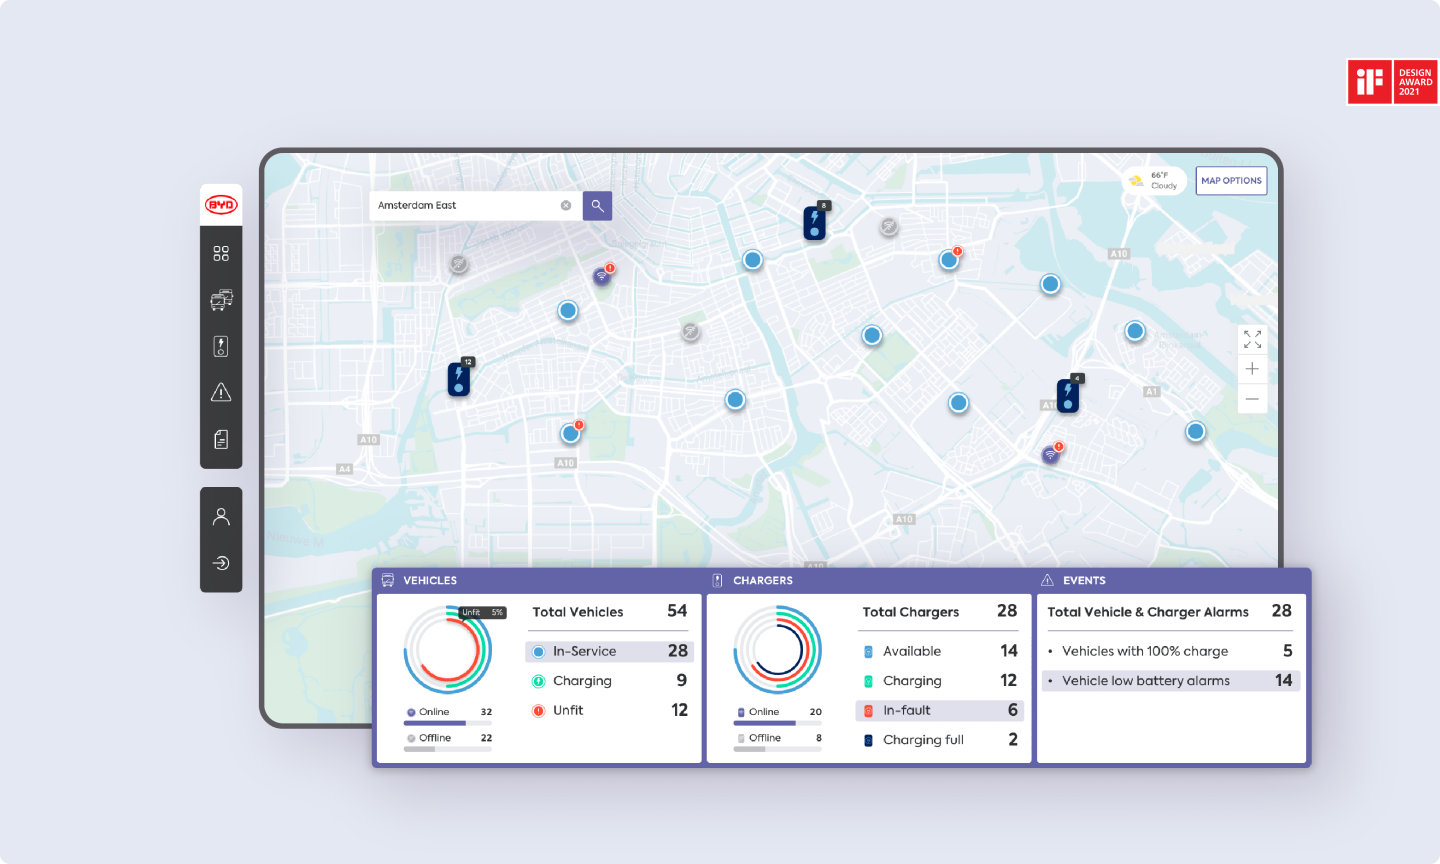 iF
DESIGN
AWARD
2021
BYD
Amsterdam East
66°F
Cloudy
MAP OPTIONS
8
12
4
A10
A1
A10
A10
A4
A10
A10
A10
Nieuwe M
VEHICLES
Unfit 5%
Online 32
Offline 22
Total Vehicles 54
In-Service 28
Charging 9
Unfit 12
CHARGERS
Online 20
Offline 8
Total Chargers 28
Available 14
Charging 12
In-fault 6
Charging full 2
EVENTS
Total Vehicle & Charger Alarms 28
• Vehicles with 100% charge 5
• Vehicle low battery alarms 14